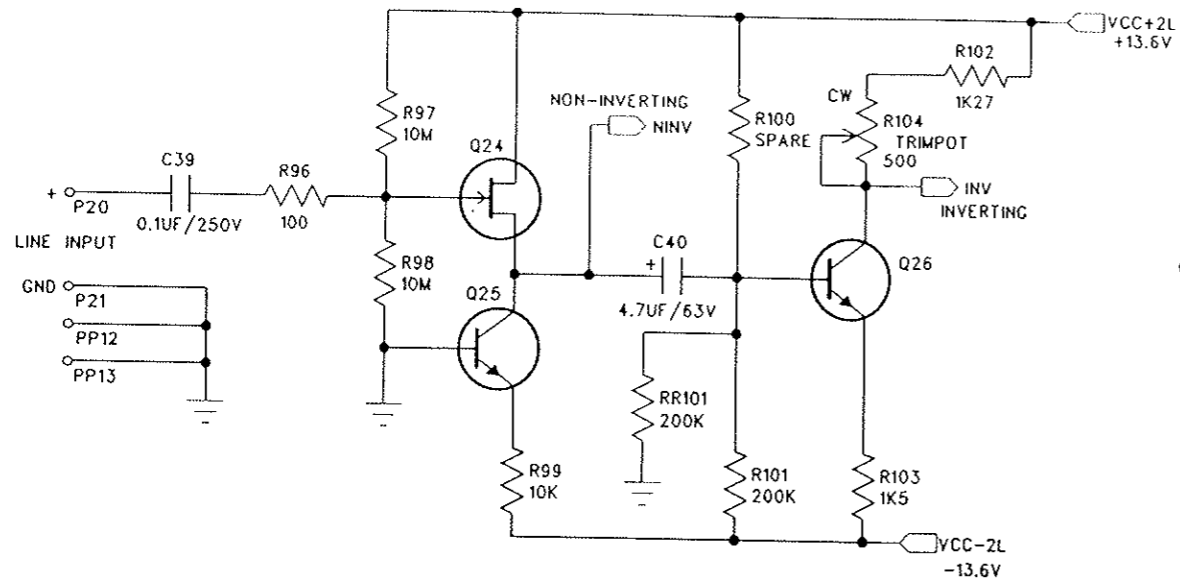 VCC+2L
+13.6V
R102
1K27
CW
R104
TRIMPOT
500
NON-INVERTING
NINV
R100
SPARE
R97
10M
Q24
C39
0.1UF/250V
R96
100
+
P20
LINE INPUT
INV
INVERTING
C40
+
4.7UF/63V
Q26
R98
10M
Q25
GND
P21
PP12
PP13
RR101
200K
R99
10K
R101
200K
R103
1K5
VCC-2L
-13.6V